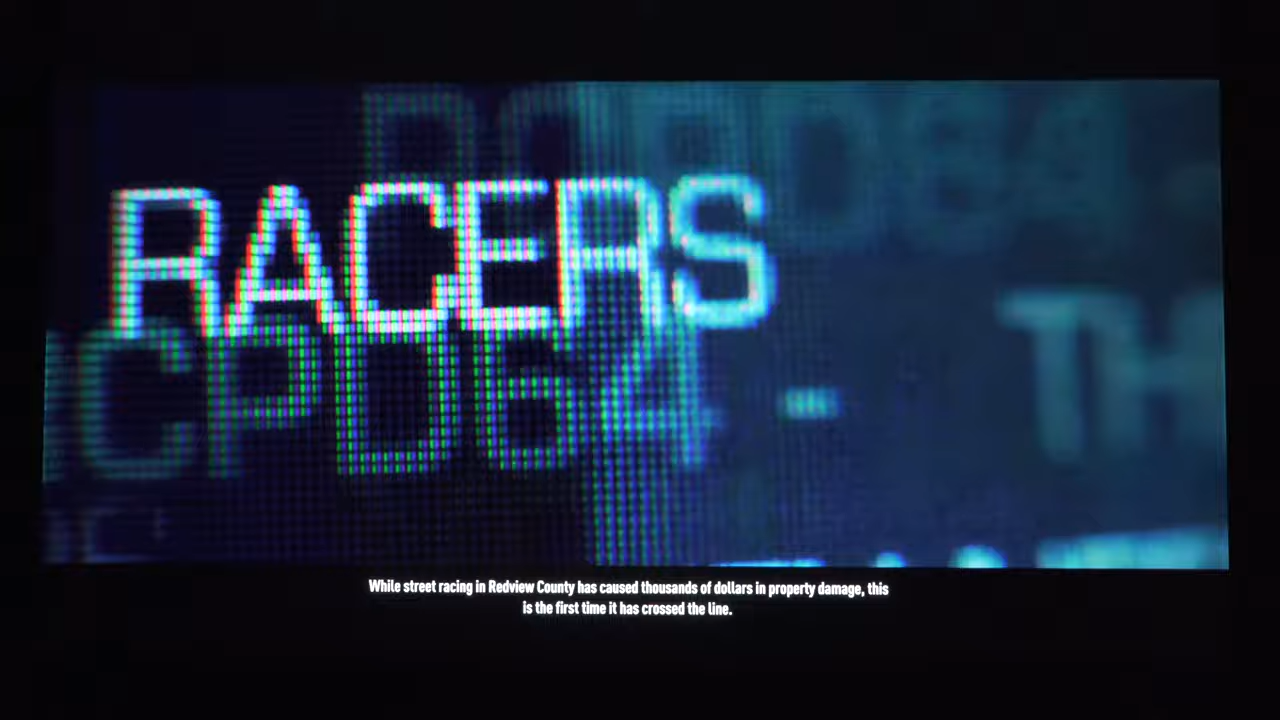 RACERS
CPD64 - TH
While street racing in Redview County has caused thousands of dollars in property damage, this
is the first time it has crossed the line.